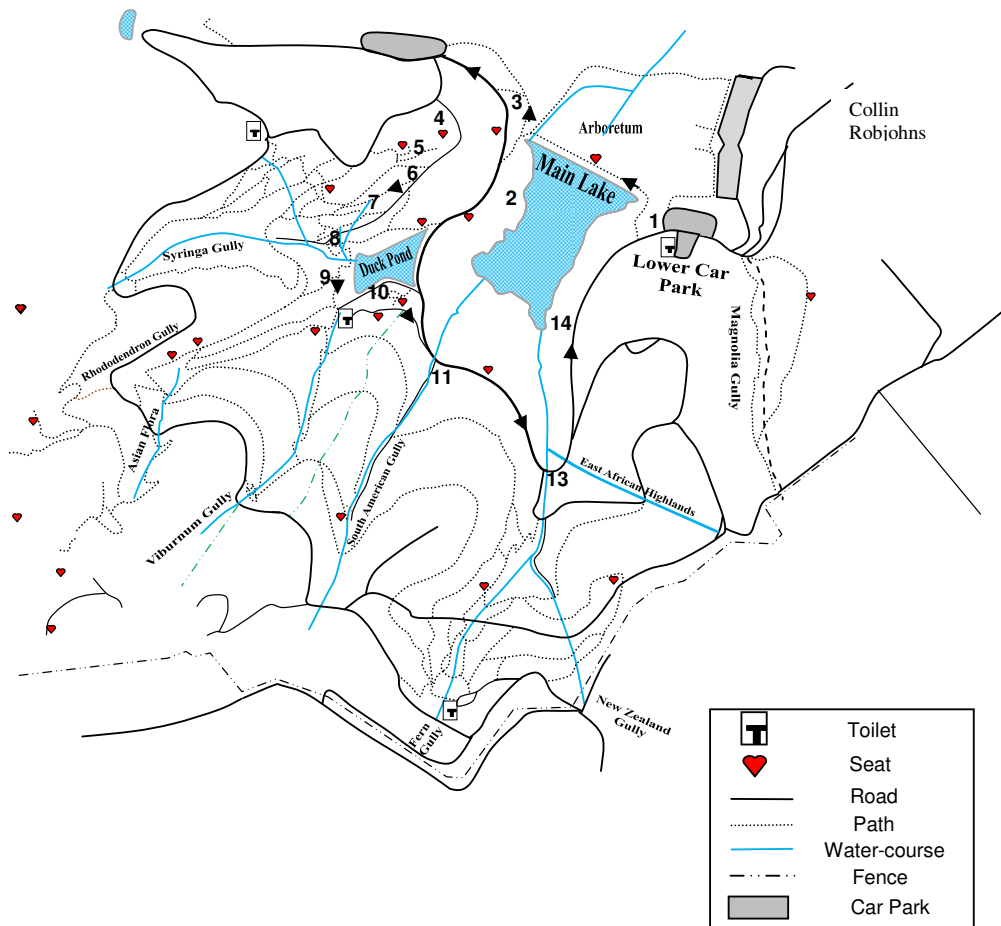 3
4
Arboretum
Collin
Robjohns
5
6
Main Lake
2
7
1
8
Syringa Gully
Duck Pond
Lower Car
Park
9
10
14
Magnolia Gully
Rhododendron Gully
11
Asian Flora
South American Gully
East African Highlands
13
Viburnum Gully
New Zealand
Gully
Fern
Gully
Toilet
Seat
Road
Path
Water-course
Fence
Car Park